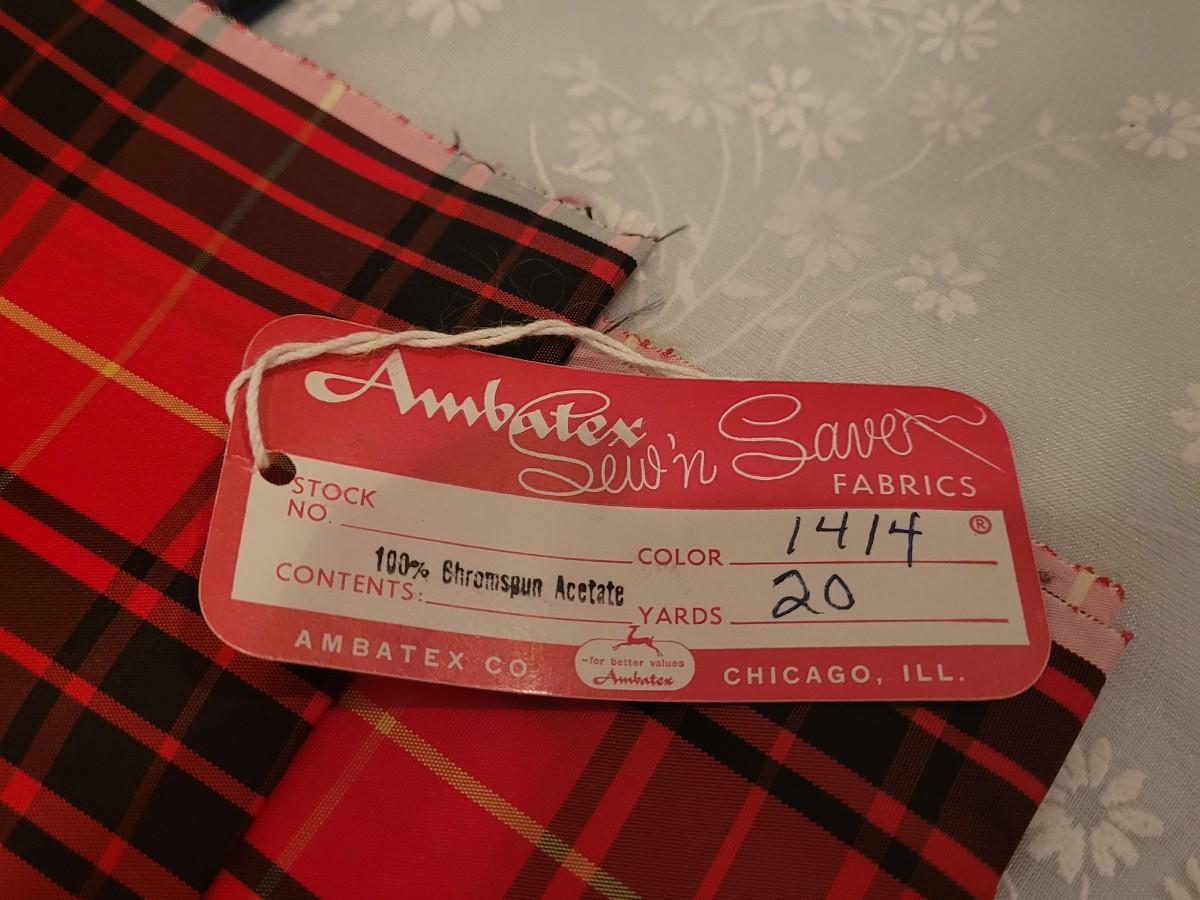 Ambatex
Sew'n Saver
FABRICS
®
STOCK
NO.
COLOR 1414
CONTENTS: 100% Chromspun Acetate
YARDS 20
AMBATEX CO
-for better values
Ambatex
CHICAGO, ILL.